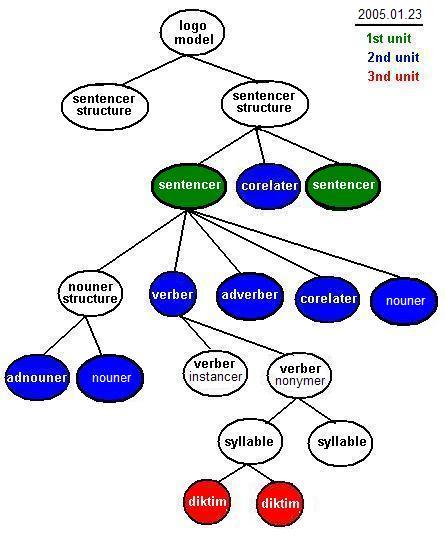 logo
model
2005.01.23
1st unit
2nd unit
3nd unit
sentencer
structure
sentencer
structure
sentencer
corelater
sentencer
nouner
structure
verber
adverber
corelater
nouner
adnouner
nouner
verber
instancer
verber
nonymer
syllable
syllable
diktim
diktim